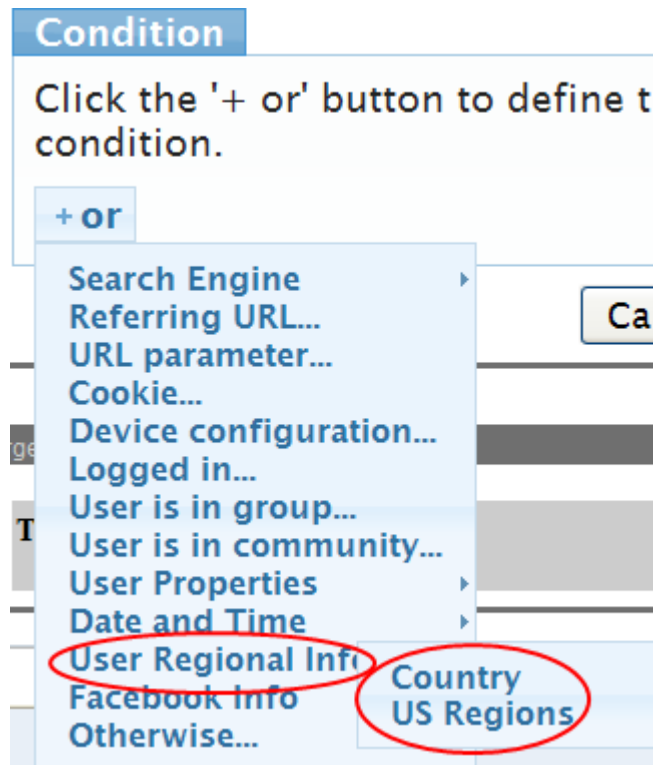 Condition
Click the '+ or' button to define t
condition.
+ or
Search Engine
Referring URL...
Ca
URL parameter...
Cookie...
Device configuration...
rge
Logged in...
User is in group...
T
User is in community...
User Properties
Date and Time
User Regional Info
Country
Facebook Info
US Regions
Otherwise...